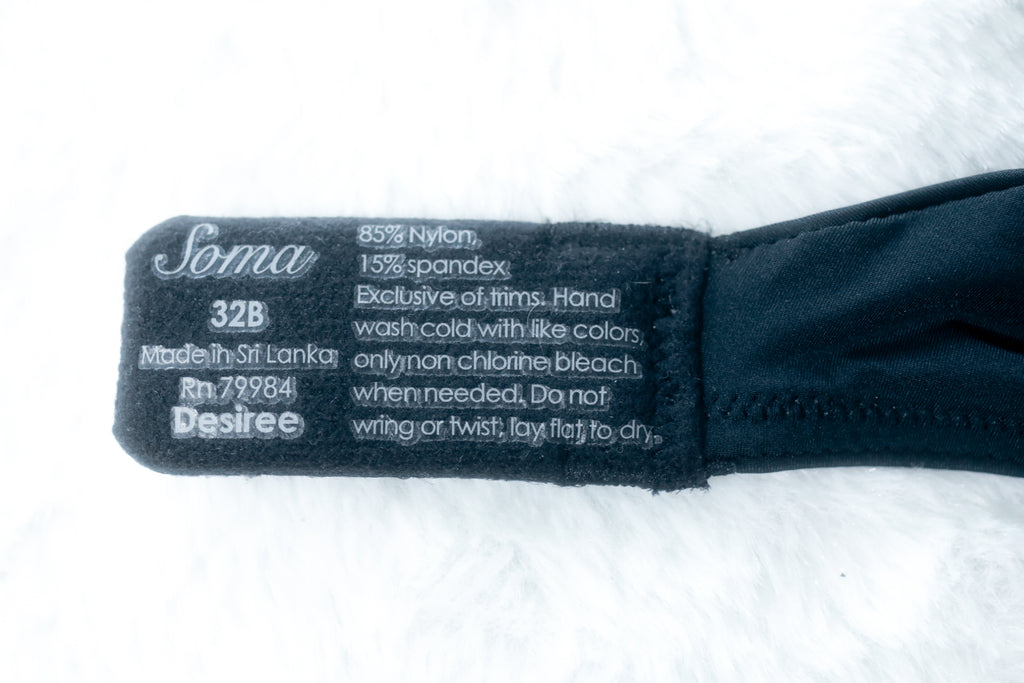 Soma
32B
Made in Sri Lanka
Rn 79984
Desiree
85% Nylon,
15% spandex
Exclusive of trims. Hand
wash cold with like colors,
only non chlorine bleach
when needed. Do not
wring or twist, lay flat to dry.